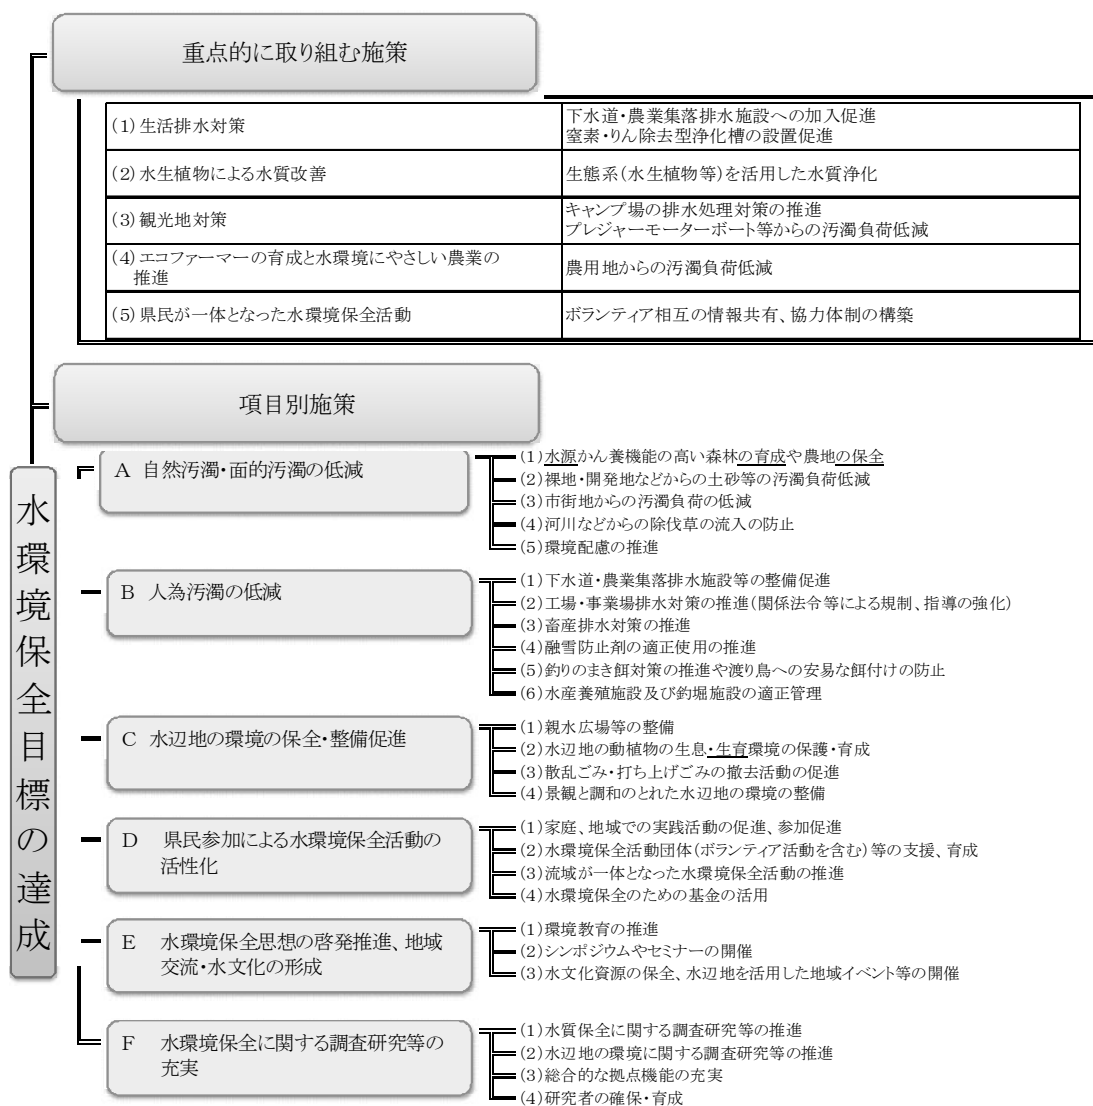 重点的に取り組む施策
(1)生活排水対策
下水道・農業集落排水施設への加入促進
窒素・りん除去型浄化槽の設置促進
(2)水生植物による水質改善
生態系(水生植物等)を活用した水質浄化
(3)観光地対策
キャンプ場の排水処理対策の推進
プレジャーモーターボート等からの汚濁負荷低減
(4)エコファーマーの育成と水環境にやさしい農業の
推進
農用地からの汚濁負荷低減
(5)県民が一体となった水環境保全活動
ボランティア相互の情報共有、協力体制の構築
項目別施策
水環境保全目標の達成
A 自然汚濁・面的汚濁の低減
(1)水源かん養機能の高い森林の育成や農地の保全
(2)裸地・開発地などからの土砂等の汚濁負荷低減
(3)市街地からの汚濁負荷の低減
(4)河川などからの除伐草の流入の防止
(5)環境配慮の推進
B 人為汚濁の低減
(1)下水道・農業集落排水施設等の整備促進
(2)工場・事業場排水対策の推進(関係法令等による規制、指導の強化)
(3)畜産排水対策の推進
(4)融雪防止剤の適正使用の推進
(5)釣りのまき餌対策の推進や渡り鳥への安易な餌付けの防止
(6)水産養殖施設及び釣堀施設の適正管理
C 水辺地の環境の保全・整備促進
(1)親水広場等の整備
(2)水辺地の動植物の生息・生育環境の保護・育成
(3)散乱ごみ・打ち上げごみの撤去活動の促進
(4)景観と調和のとれた水辺地の環境の整備
D 県民参加による水環境保全活動の
活性化
(1)家庭、地域での実践活動の促進、参加促進
(2)水環境保全活動団体(ボランティア活動を含む)等の支援、育成
(3)流域が一体となった水環境保全活動の推進
(4)水環境保全のための基金の活用
E 水環境保全思想の啓発推進、地域
交流・水文化の形成
(1)環境教育の推進
(2)シンポジウムやセミナーの開催
(3)水文化資源の保全、水辺地を活用した地域イベント等の開催
F 水環境保全に関する調査研究等の
充実
(1)水質保全に関する調査研究等の推進
(2)水辺地の環境に関する調査研究等の推進
(3)総合的な拠点機能の充実
(4)研究者の確保・育成